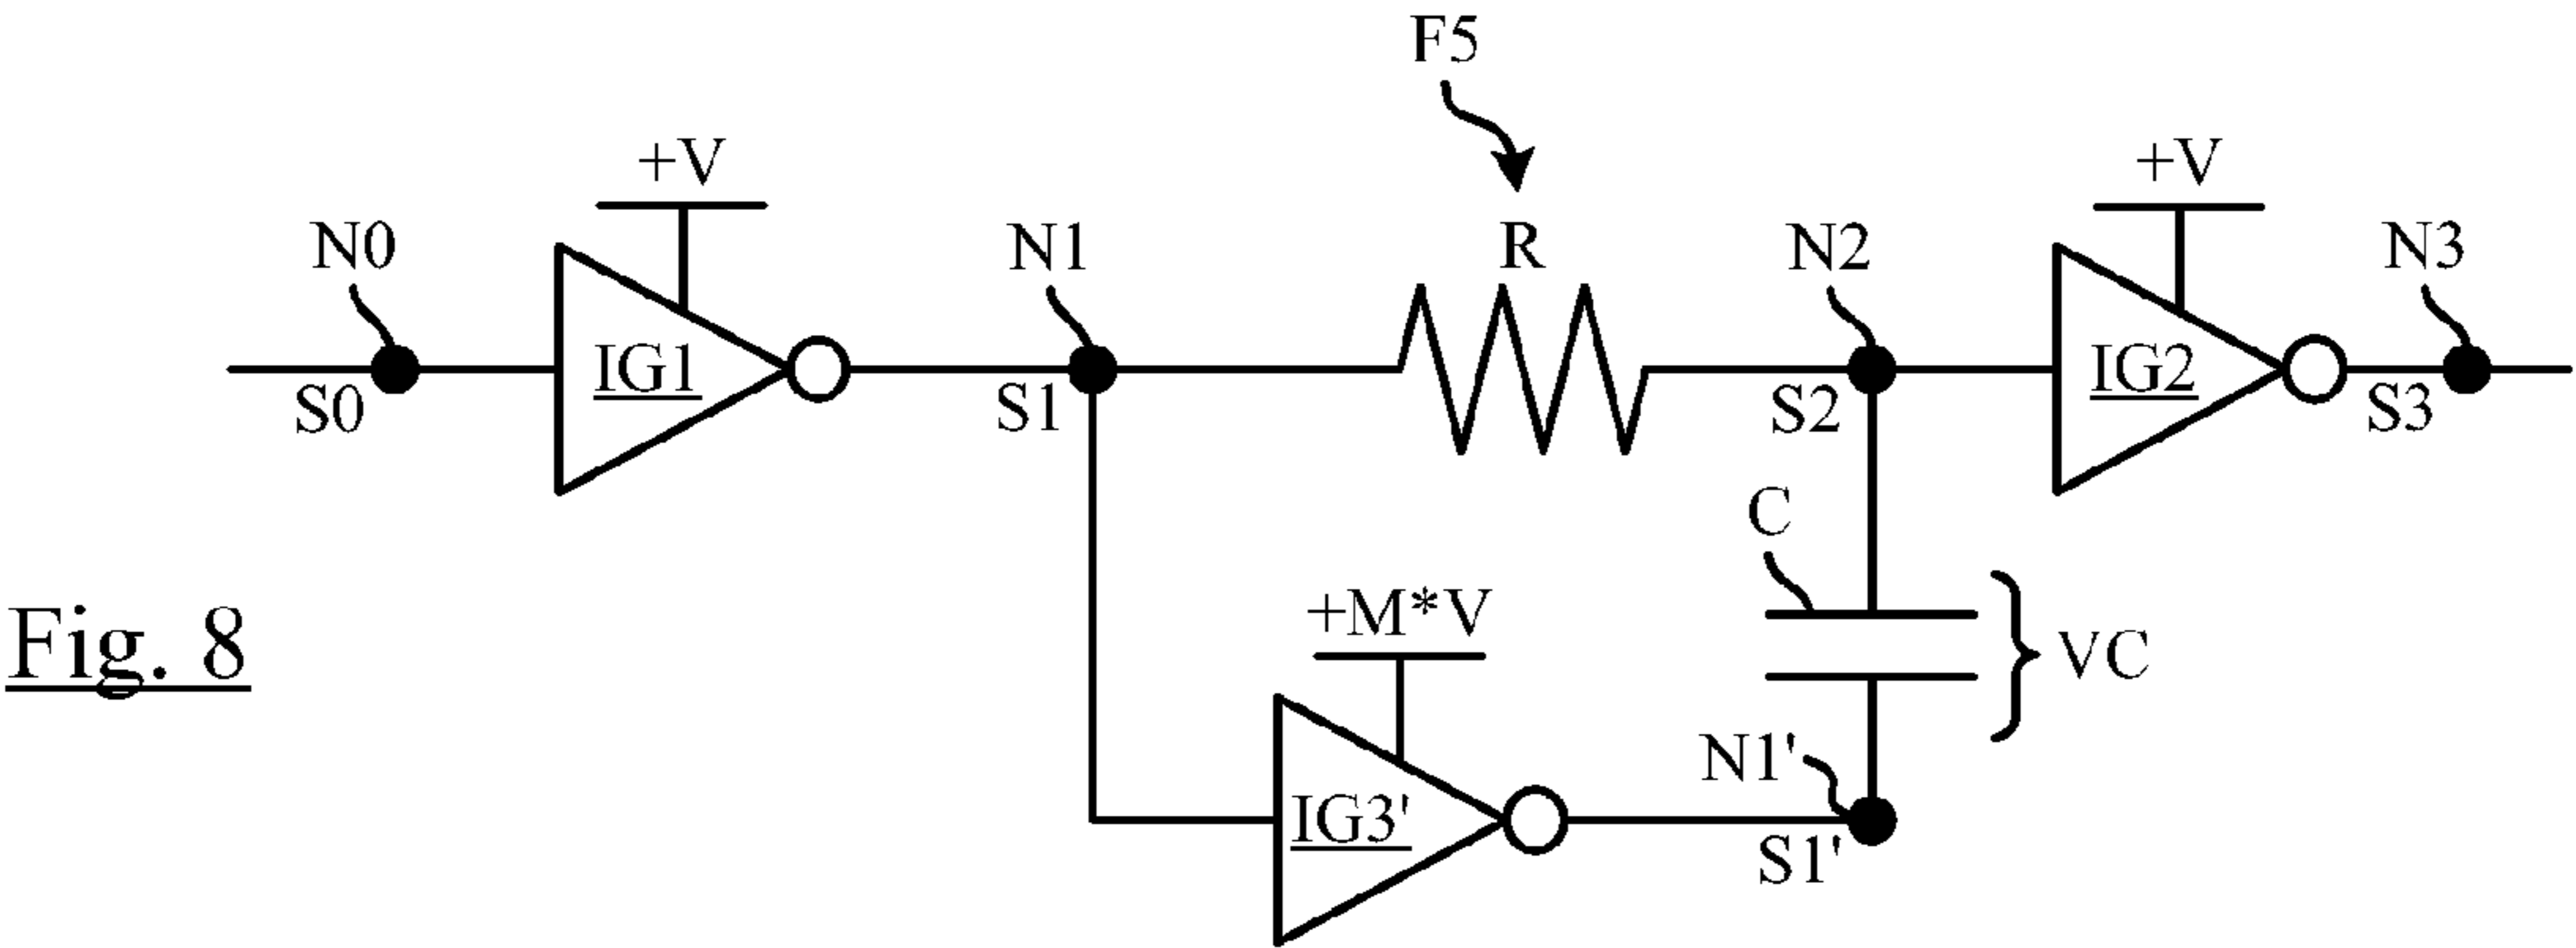 F5
+V
+V
N0
N1
R
N2
N3
IG1
IG2
S0
S1
S2
S3
C
+M*V
Fig. 8
VC
N1'
IG3'
S1'